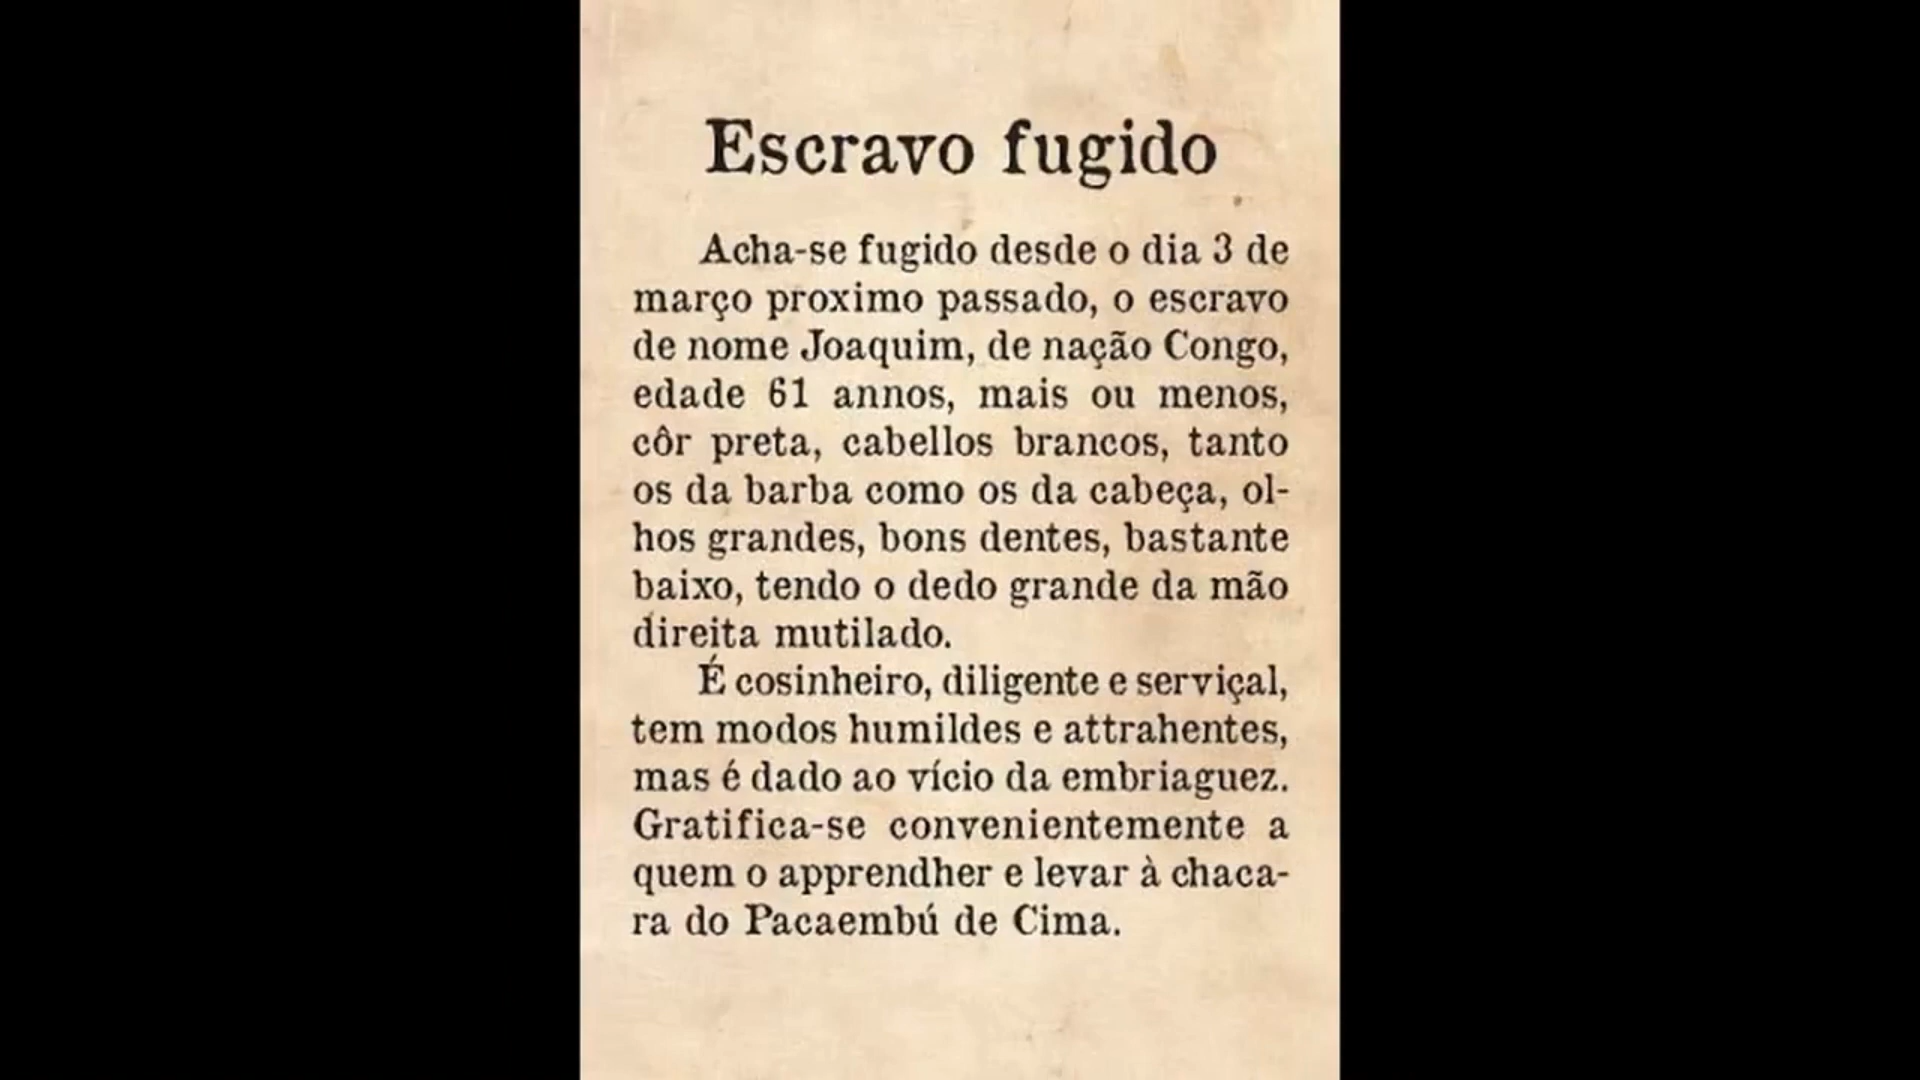 Escravo fugido
Acha-se fugido desde o dia 3 de
março proximo passado, o escravo
de nome Joaquim, de nação Congo,
edade 61 annos, mais ou menos,
côr preta, cabellos brancos, tanto
os da barba como os da cabeça, ol-
hos grandes, bons dentes, bastante
baixo, tendo o dedo grande da mão
direita mutilado.
É cosinheiro, diligente e serviçal,
tem modos humildes e attrahentes,
mas é dado ao vício da embriaguez.
Gratifica-se convenientemente a
quem o apprendher e levar à chaca-
ra do Pacaembú de Cima.